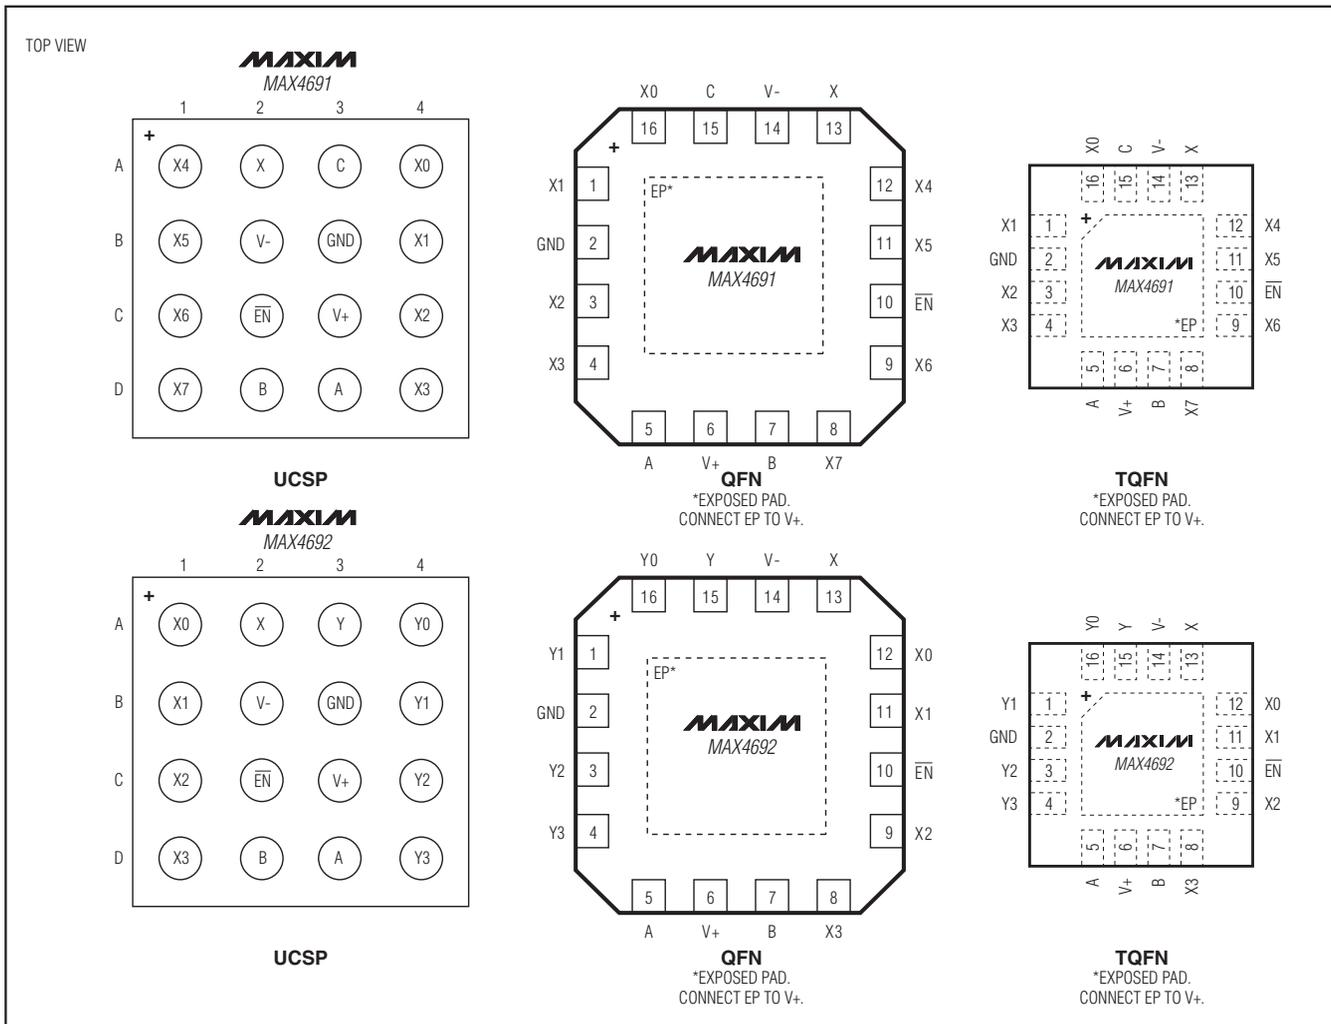 TOP VIEW
MAXIM
MAX4691
1 2 3 4
+
A X4 X C X0
B X5 V- GND X1
C X6 E̅N̅ V+ X2
D X7 B A X3
UCSP
X0 C V- X
16 15 14 13
+
X1 1 12 X4
EP*
GND 2 11 X5
MAXIM
MAX4691
X2 3 10 E̅N̅
X3 4 9 X6
5 6 7 8
A V+ B X7
QFN
*EXPOSED PAD.
CONNECT EP TO V+.
X0 C V- X
16 15 14 13
+
X1 1 12 X4
GND 2 11 X5
MAXIM
MAX4691
X2 3 10 E̅N̅
X3 4 *EP 9 X6
5 6 7 8
A V+ B X7
TQFN
*EXPOSED PAD.
CONNECT EP TO V+.
MAXIM
MAX4692
1 2 3 4
+
A X0 X Y Y0
B X1 V- GND Y1
C X2 E̅N̅ V+ Y2
D X3 B A Y3
UCSP
Y0 Y V- X
16 15 14 13
+
Y1 1 12 X0
EP*
GND 2 11 X1
MAXIM
MAX4692
Y2 3 10 E̅N̅
Y3 4 9 X2
5 6 7 8
A V+ B X3
QFN
*EXPOSED PAD.
CONNECT EP TO V+.
Y0 Y V- X
16 15 14 13
+
Y1 1 12 X0
GND 2 11 X1
MAXIM
MAX4692
Y2 3 10 E̅N̅
Y3 4 *EP 9 X2
5 6 7 8
A V+ B X3
TQFN
*EXPOSED PAD.
CONNECT EP TO V+.